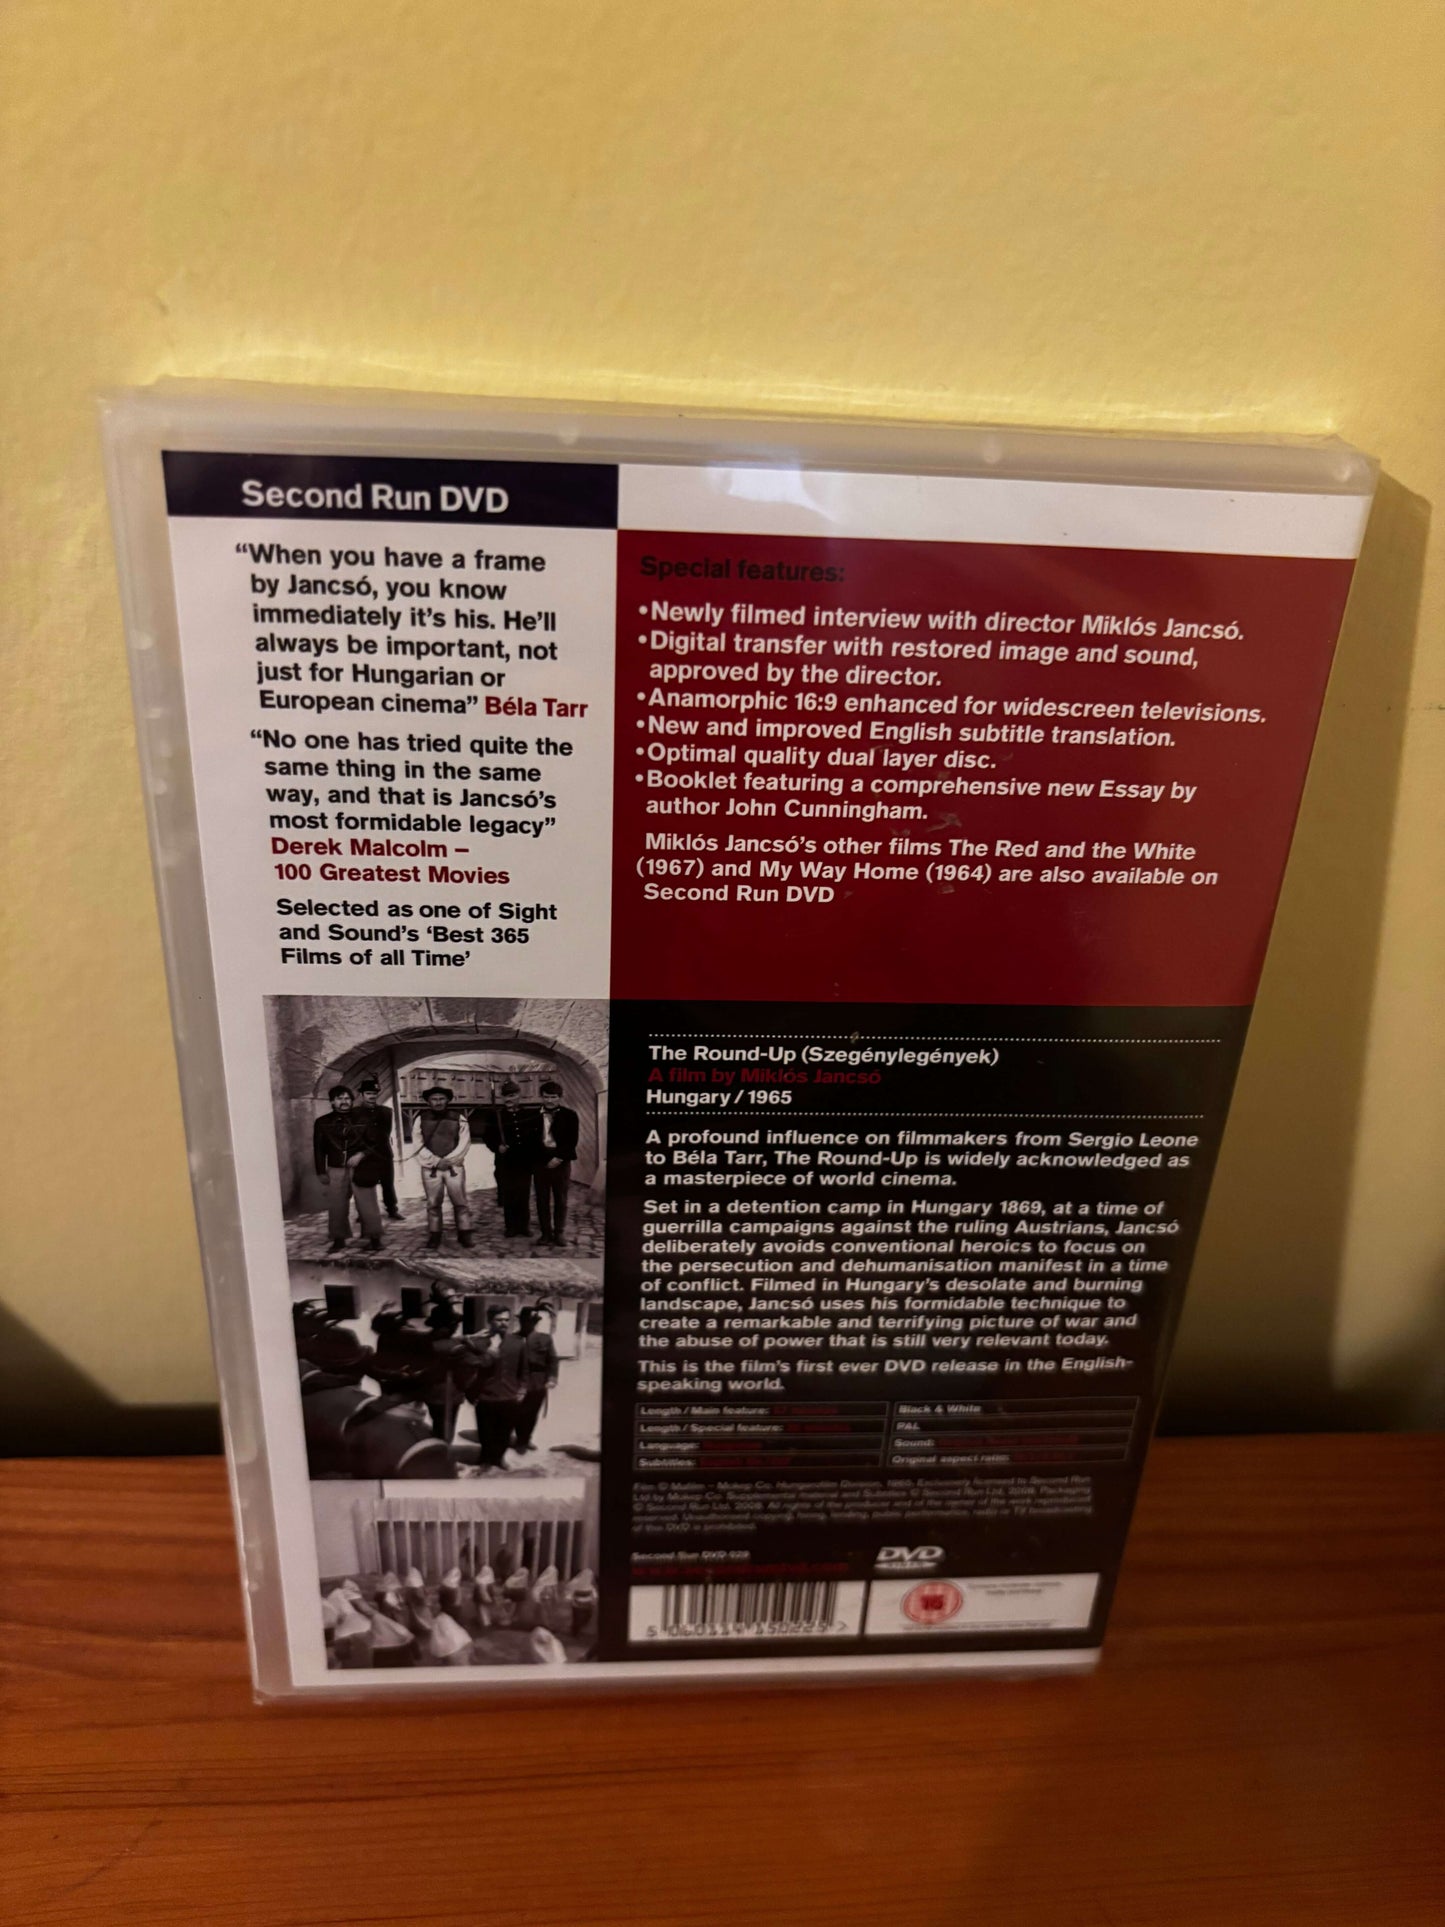 Second Run DVD
“When you have a frame
by Jancsó, you know
immediately it’s his. He’ll
always be important, not
just for Hungarian or
European cinema” Béla Tarr
“No one has tried quite the
same thing in the same
way, and that is Jancsó’s
most formidable legacy”
Derek Malcolm –
100 Greatest Movies
Selected as one of Sight
and Sound’s ‘Best 365
Films of all Time’
Special features:
•Newly filmed interview with director Miklós Jancsó.
•Digital transfer with restored image and sound,
approved by the director.
•Anamorphic 16:9 enhanced for widescreen televisions.
•New and improved English subtitle translation.
•Optimal quality dual layer disc.
•Booklet featuring a comprehensive new Essay by
author John Cunningham.
Miklós Jancsó’s other films The Red and the White
(1967) and My Way Home (1964) are also available on
Second Run DVD
The Round-Up (Szegénylegények)
A film by Miklós Jancsó
Hungary / 1965
A profound influence on filmmakers from Sergio Leone
to Béla Tarr, The Round-Up is widely acknowledged as
a masterpiece of world cinema.
Set in a detention camp in Hungary 1869, at a time of
guerrilla campaigns against the ruling Austrians, Jancsó
deliberately avoids conventional heroics to focus on
the persecution and dehumanisation manifest in a time
of conflict. Filmed in Hungary’s desolate and burning
landscape, Jancsó uses his formidable technique to
create a remarkable and terrifying picture of war and
the abuse of power that is still very relevant today.
This is the film’s first ever DVD release in the English-
speaking world.
Length / Main feature:
Length / Special feature:
Language:
Subtitles:
Black & White
PAL
Sound:
Original aspect ratio:
Second Run DVD 029
DVD
VIDEO
15